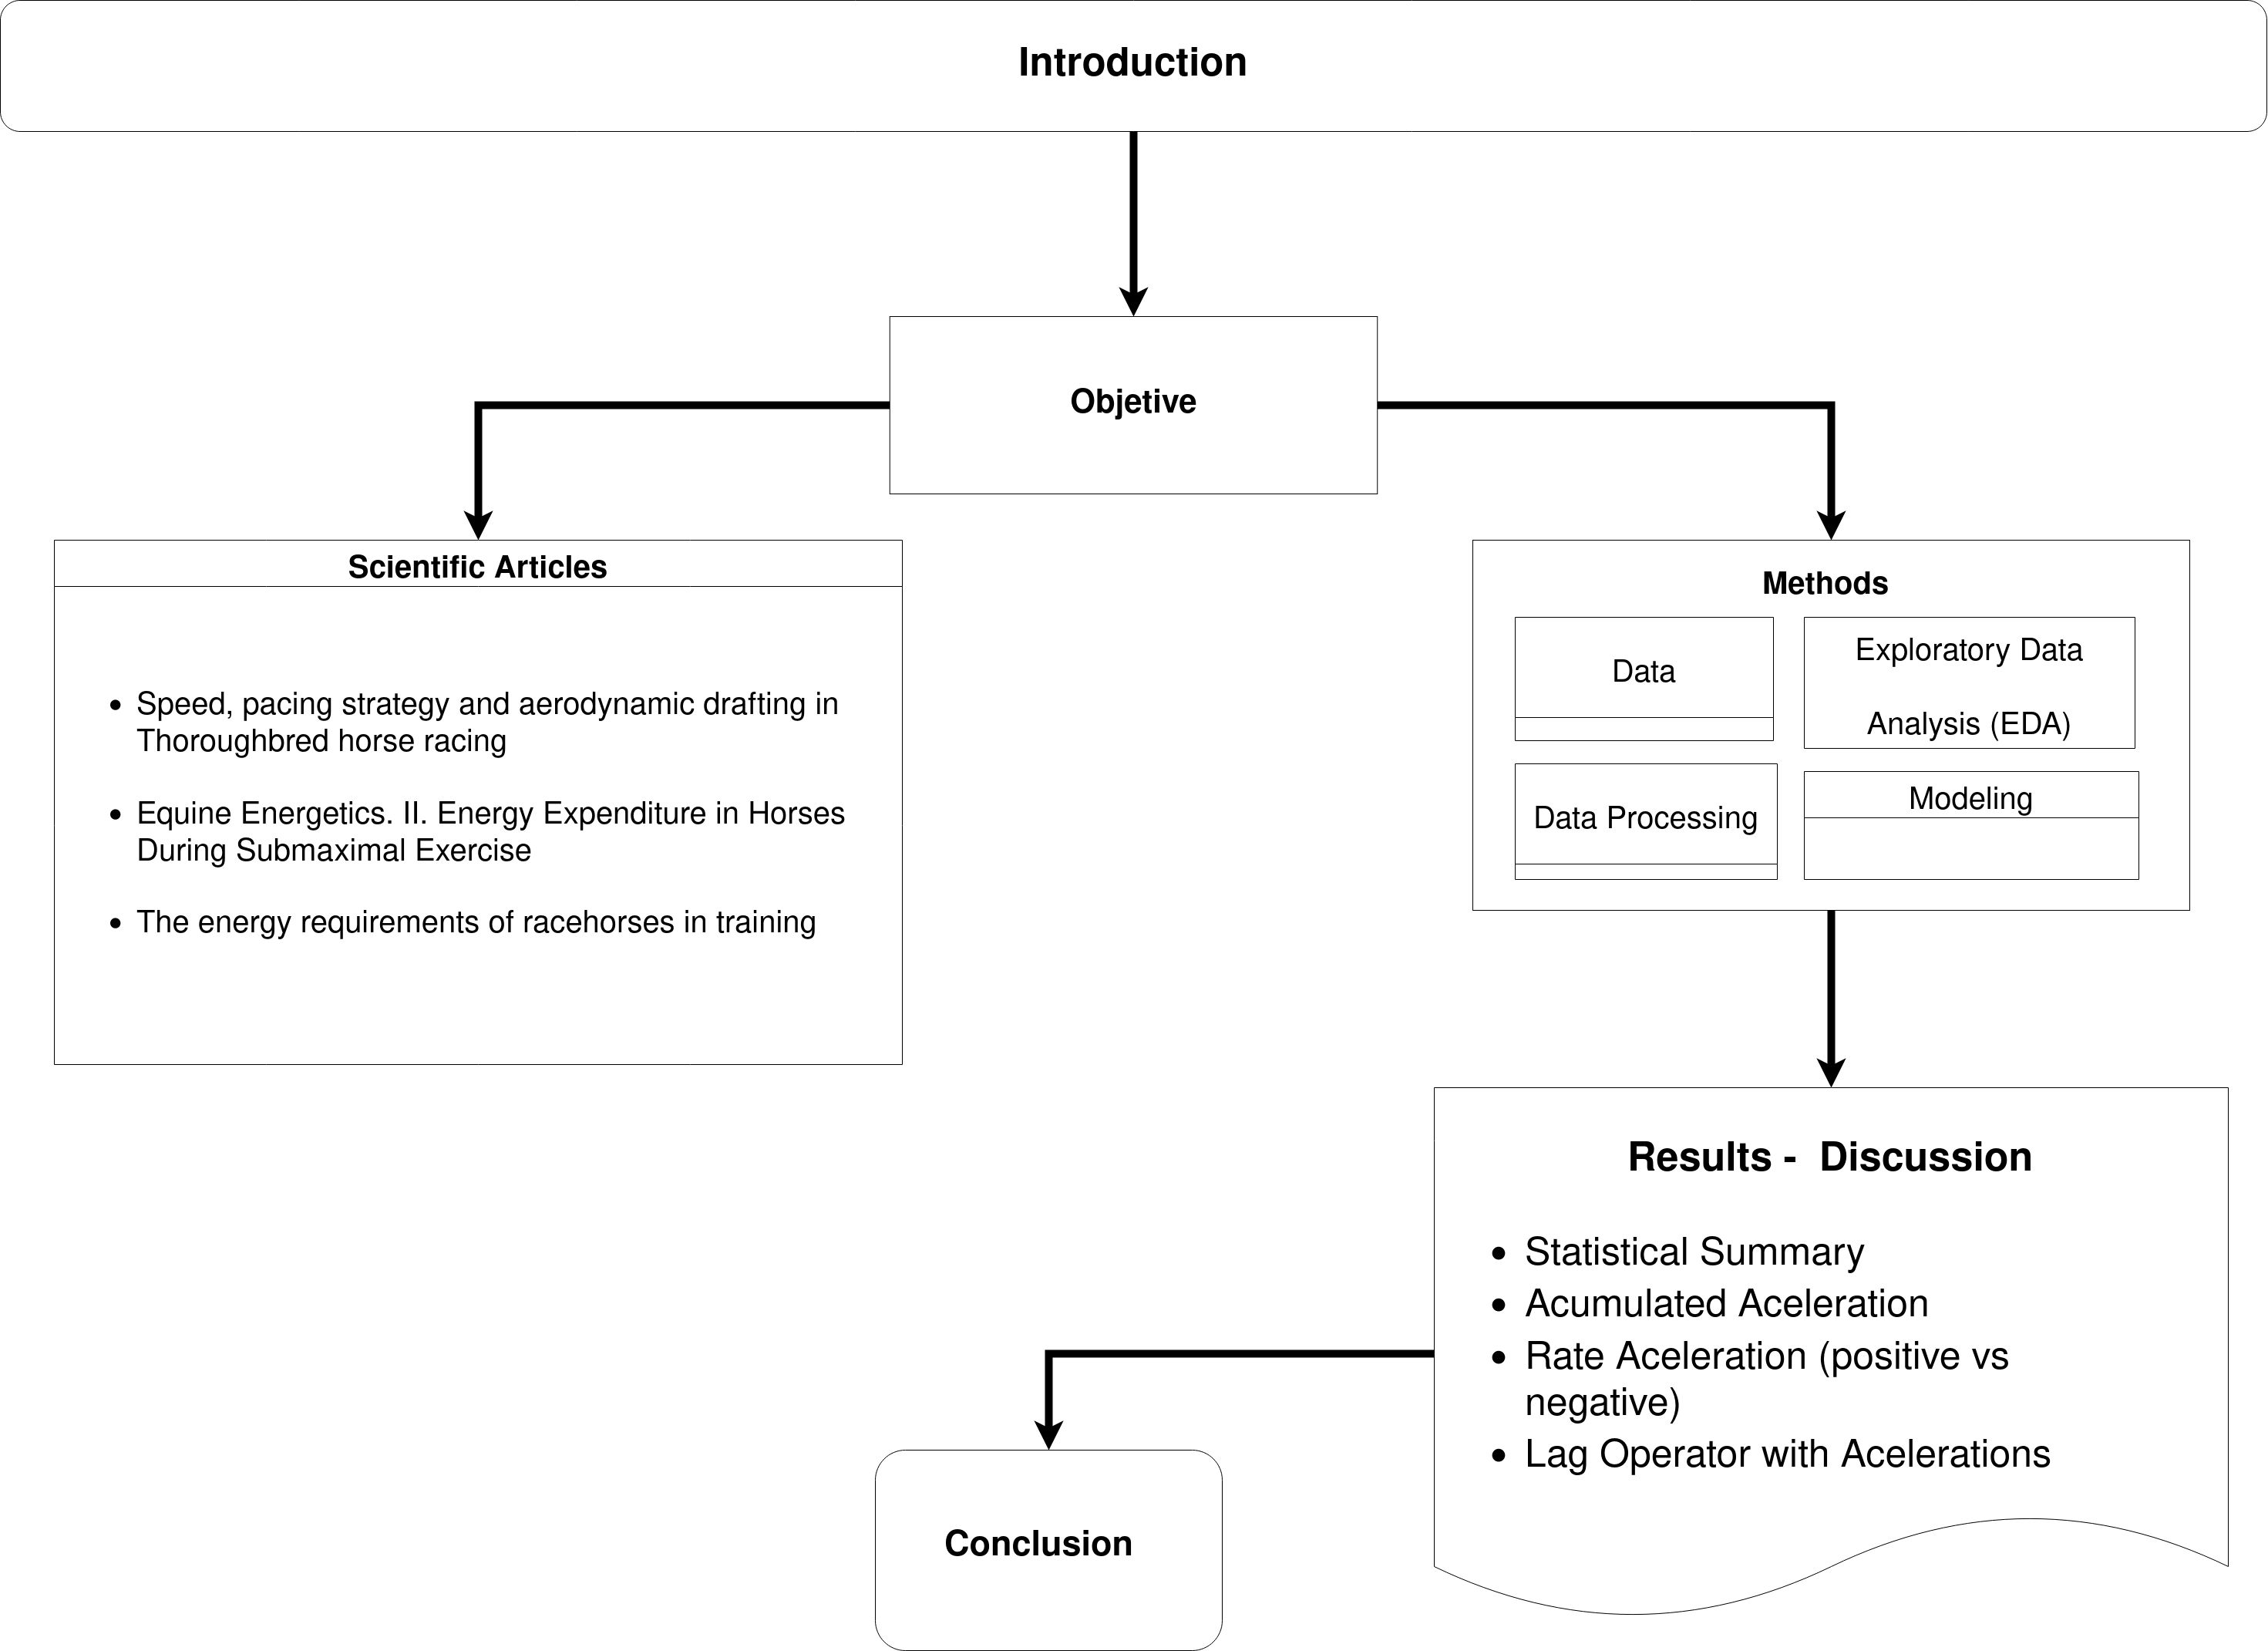 Introduction
Objetive
Scientific Articles
• Speed, pacing strategy and aerodynamic drafting in
Thoroughbred horse racing
• Equine Energetics. II. Energy Expenditure in Horses
During Submaximal Exercise
• The energy requirements of racehorses in training
Methods
Data
Exploratory Data
Analysis (EDA)
Data Processing
Modeling
Results -  Discussion
• Statistical Summary
• Acumulated Aceleration
• Rate Aceleration (positive vs
negative)
• Lag Operator with Acelerations
Conclusion